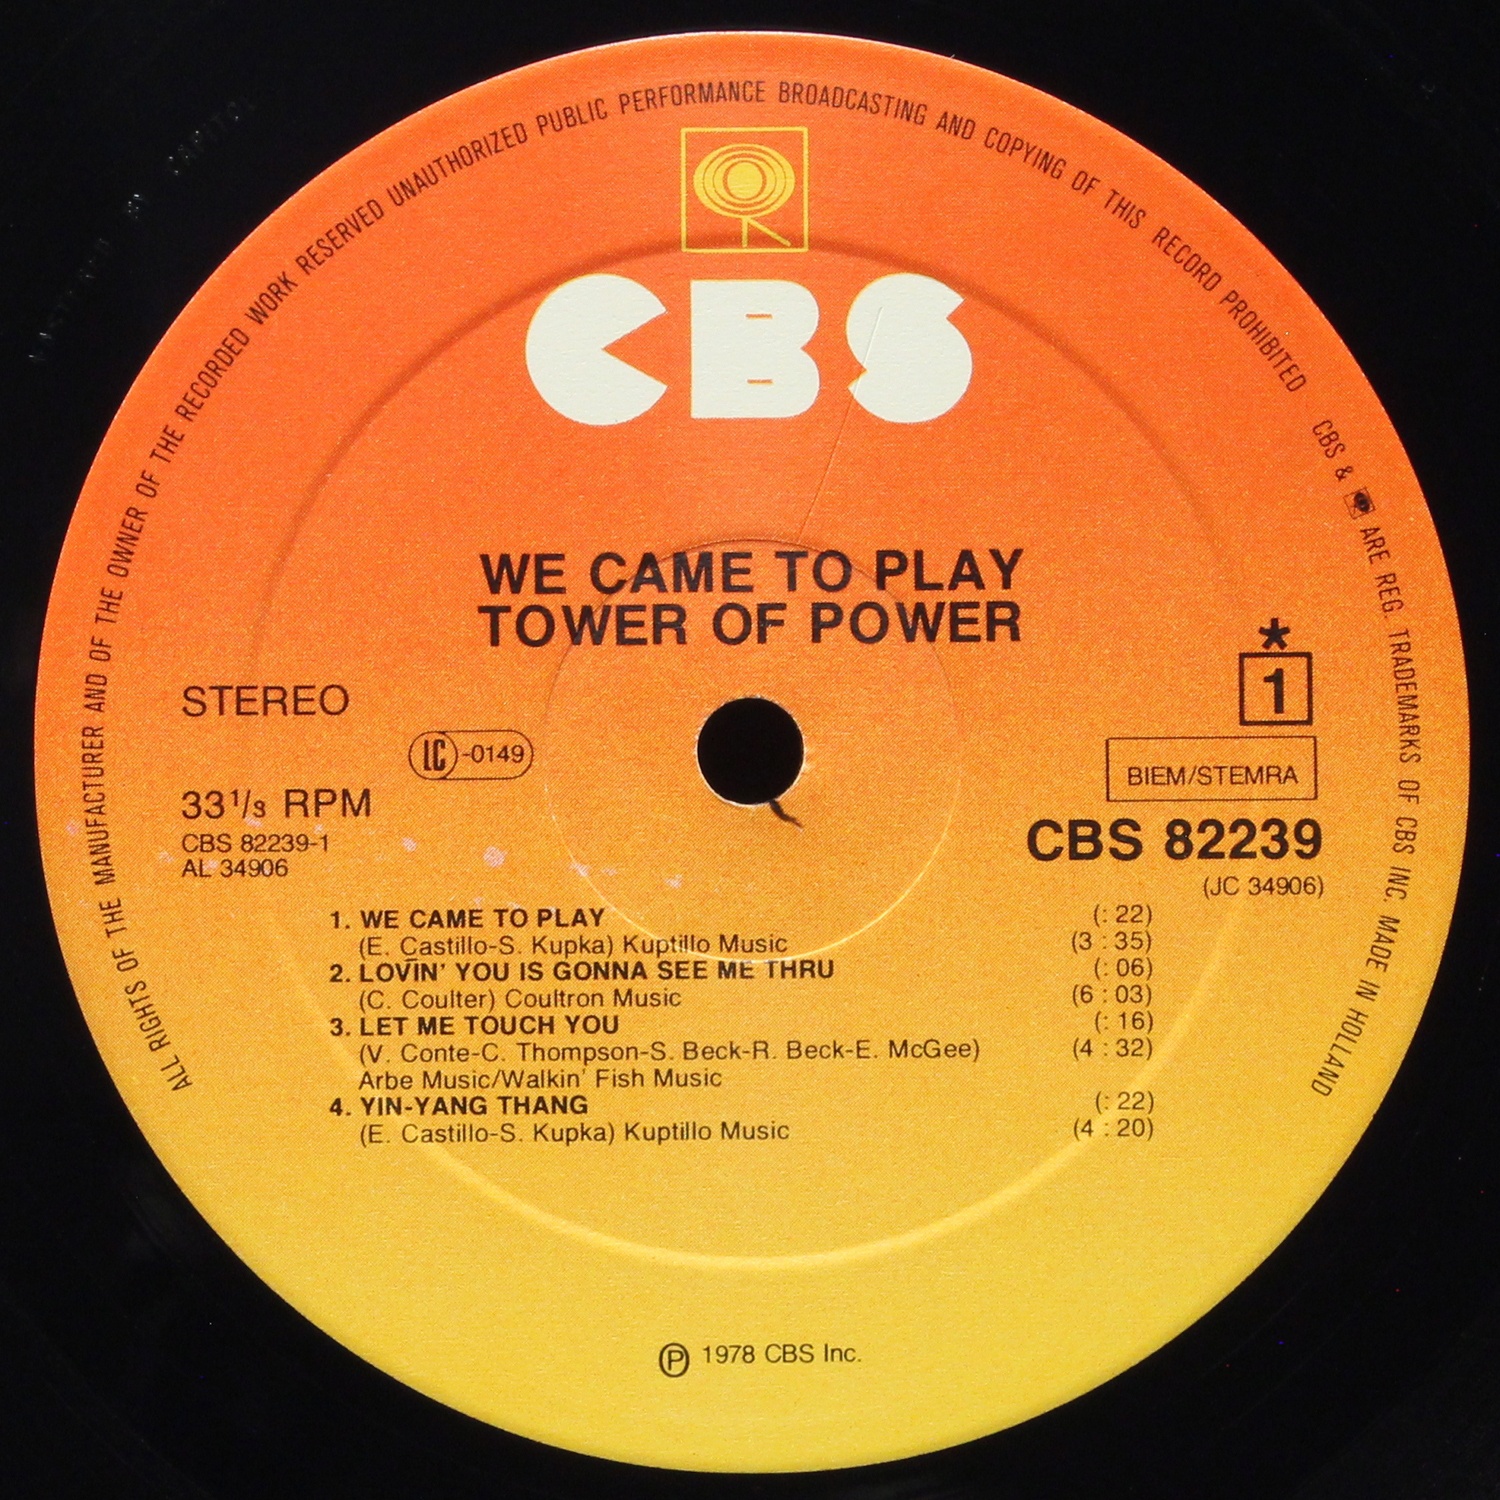 ALL RIGHTS OF THE MANUFACTURER AND OF THE OWNER OF THE RECORDED WORK RESERVED UNAUTHORIZED PUBLIC PERFORMANCE BROADCASTING AND COPYING OF THIS RECORD PROHIBITED
CBS & ARE REG. TRADEMARKS OF CBS INC. MADE IN HOLLAND
CBS
WE CAME TO PLAY
TOWER OF POWER
*
1
STEREO
LC-0149
BIEM/STEMRA
33 1/3 RPM
CBS 82239
CBS 82239-1
AL 34906
(JC 34906)
1. WE CAME TO PLAY (: 22)
(E. Castillo-S. Kupka) Kuptillo Music (3 : 35)
2. LOVIN' YOU IS GONNA SEE ME THRU (: 06)
(C. Coulter) Coultron Music (6 : 03)
3. LET ME TOUCH YOU (: 16)
(V. Conte-C. Thompson-S. Beck-R. Beck-E. McGee) (4 : 32)
Arbe Music/Walkin' Fish Music
4. YIN-YANG THANG (: 22)
(E. Castillo-S. Kupka) Kuptillo Music (4 : 20)
℗ 1978 CBS Inc.